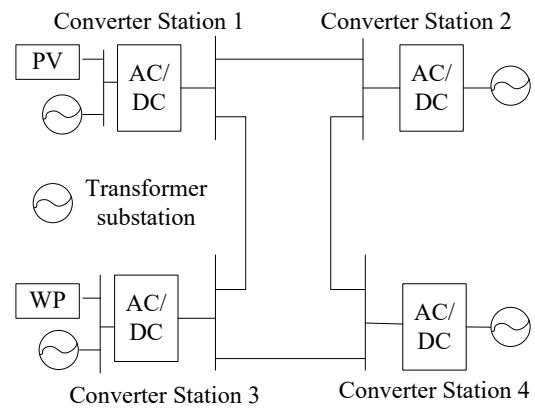 Converter Station 1
Converter Station 2
PV
AC/
DC
AC/
DC
Transformer
substation
WP
AC/
DC
AC/
DC
Converter Station 3
Converter Station 4